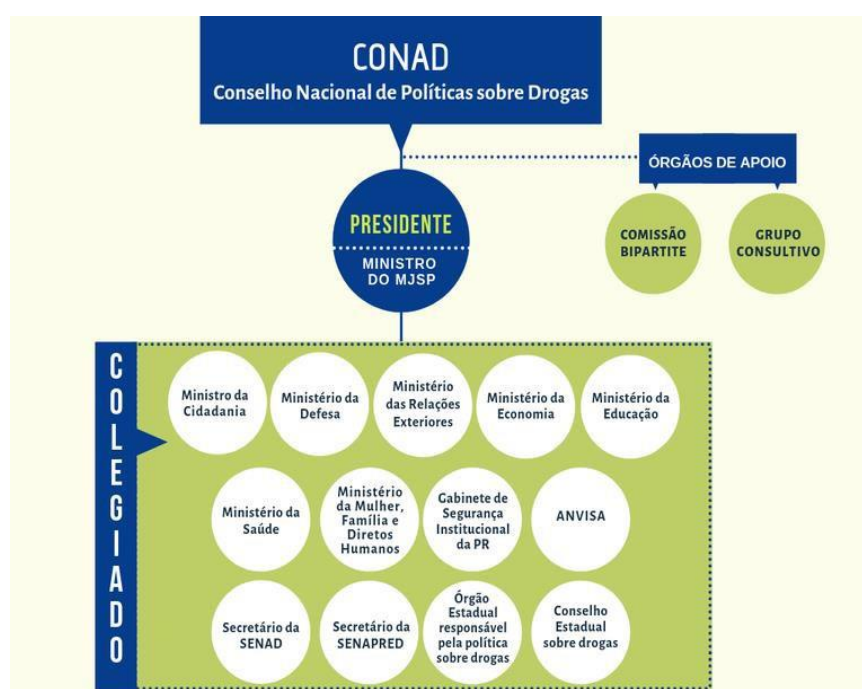 CONAD
Conselho Nacional de Políticas sobre Drogas
ÓRGÃOS DE APOIO
COMISSÃO
BIPARTITE
GRUPO
CONSULTIVO
PRESIDENTE
MINISTRO
DO MJSP
COLEGIADO
Ministro da
Cidadania
Ministério da
Defesa
Ministério
das Relações
Exteriores
Ministério da
Economia
Ministério da
Educação
Ministério da
Saúde
Ministério
da Mulher,
Família e
Diretos
Humanos
Gabinete de
Segurança
Institucional
da PR
ANVISA
Secretário da
SENAD
Secretário da
SENAPRED
Órgão
Estadual
responsável
pela política
sobre drogas
Conselho
Estadual
sobre drogas